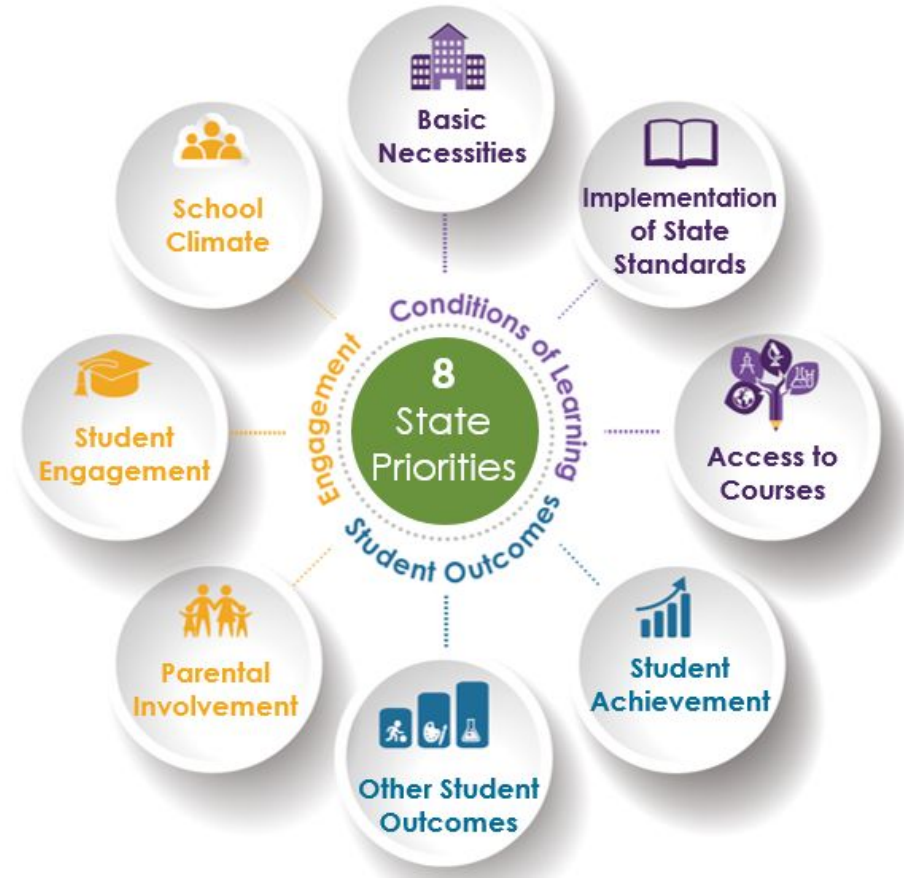 Basic
Necessities
Implementation
of State
Standards
Access to
Courses
Student
Achievement
Other Student
Outcomes
Parental
Involvement
Student
Engagement
School
Climate
Conditions of Learning
Student Outcomes
Engagement
8
State
Priorities